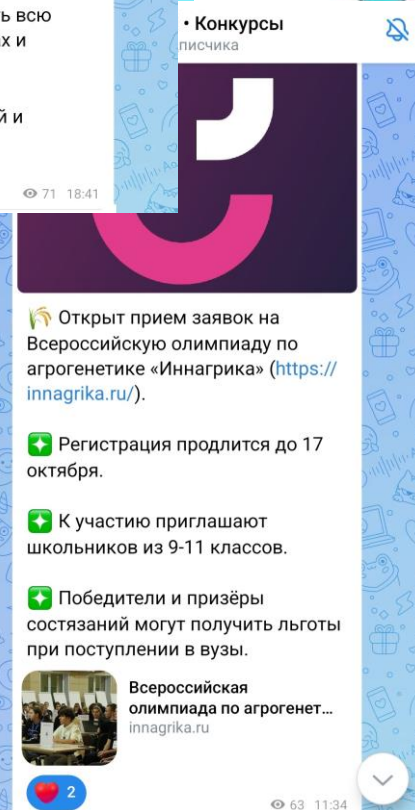 ь всю
х и
й и
71 18:41
• Конкурсы
писчика
Открыт прием заявок на
Всероссийскую олимпиаду по
агрогенетике «Иннагрика» (https://
innagrika.ru/).
Регистрация продлится до 17
октября.
К участию приглашают
школьников из 9-11 классов.
Победители и призёры
состязаний могут получить льготы
при поступлении в вузы.
Всероссийская
олимпиада по агрогенет...
innagrika.ru
2
63 11:34